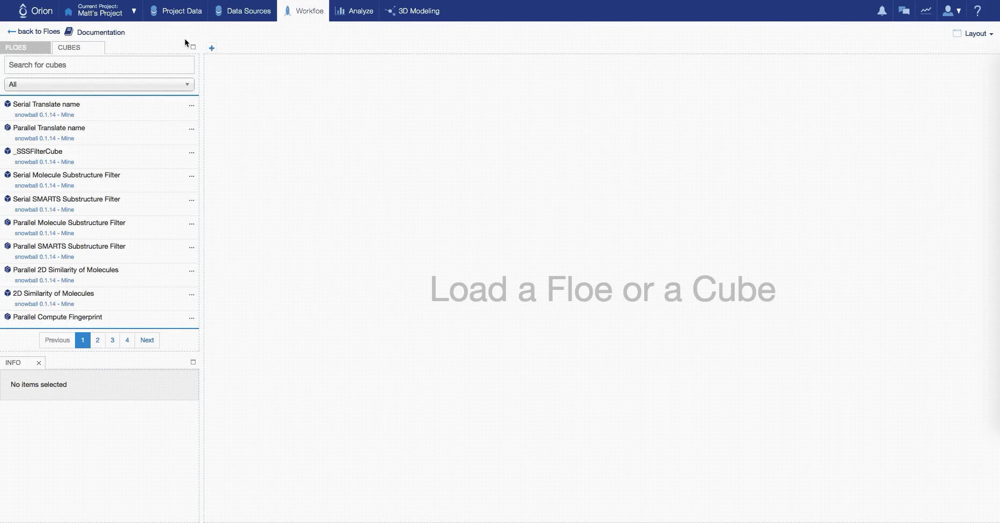 Orion
Current Project:
Matt's Project
Project Data
Data Sources
Workfloe
Analyze
3D Modeling
?
back to Floes
Documentation
Layout
FLOES
CUBES
Search for cubes
All
Serial Translate name ...
snowball 0.1.14 - Mine
Parallel Translate name ...
snowball 0.1.14 - Mine
_SSSFilterCube ...
snowball 0.1.14 - Mine
Serial Molecule Substructure Filter ...
snowball 0.1.14 - Mine
Serial SMARTS Substructure Filter ...
snowball 0.1.14 - Mine
Parallel Molecule Substructure Filter ...
snowball 0.1.14 - Mine
Parallel SMARTS Substructure Filter ...
snowball 0.1.14 - Mine
Parallel 2D Similarity of Molecules ...
snowball 0.1.14 - Mine
2D Similarity of Molecules ...
snowball 0.1.14 - Mine
Parallel Compute Fingerprint ...
Previous 1 2 3 4 Next
INFO
No items selected
Load a Floe or a Cube